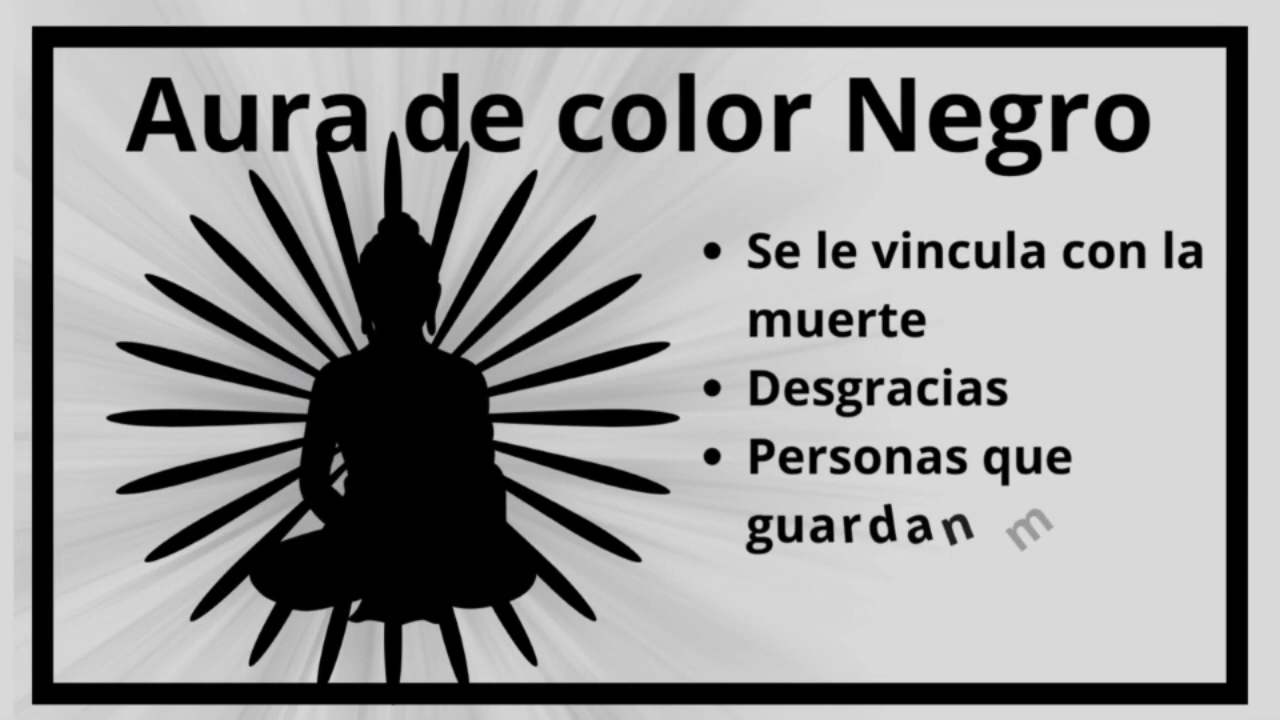 Aura de color Negro
• Se le vincula con la
muerte
• Desgracias
• Personas que
guardan m